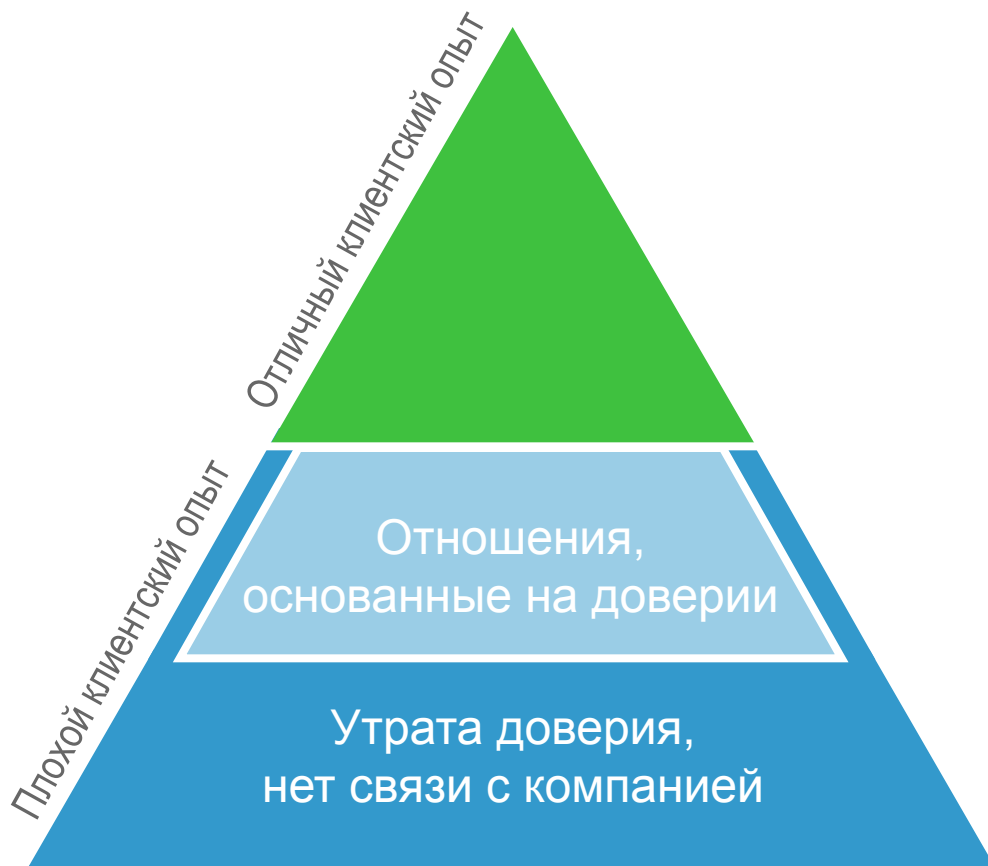 Отличный клиентский опыт
Плохой клиентский опыт
Отношения,
основанные на доверии
Утрата доверия,
нет связи с компанией